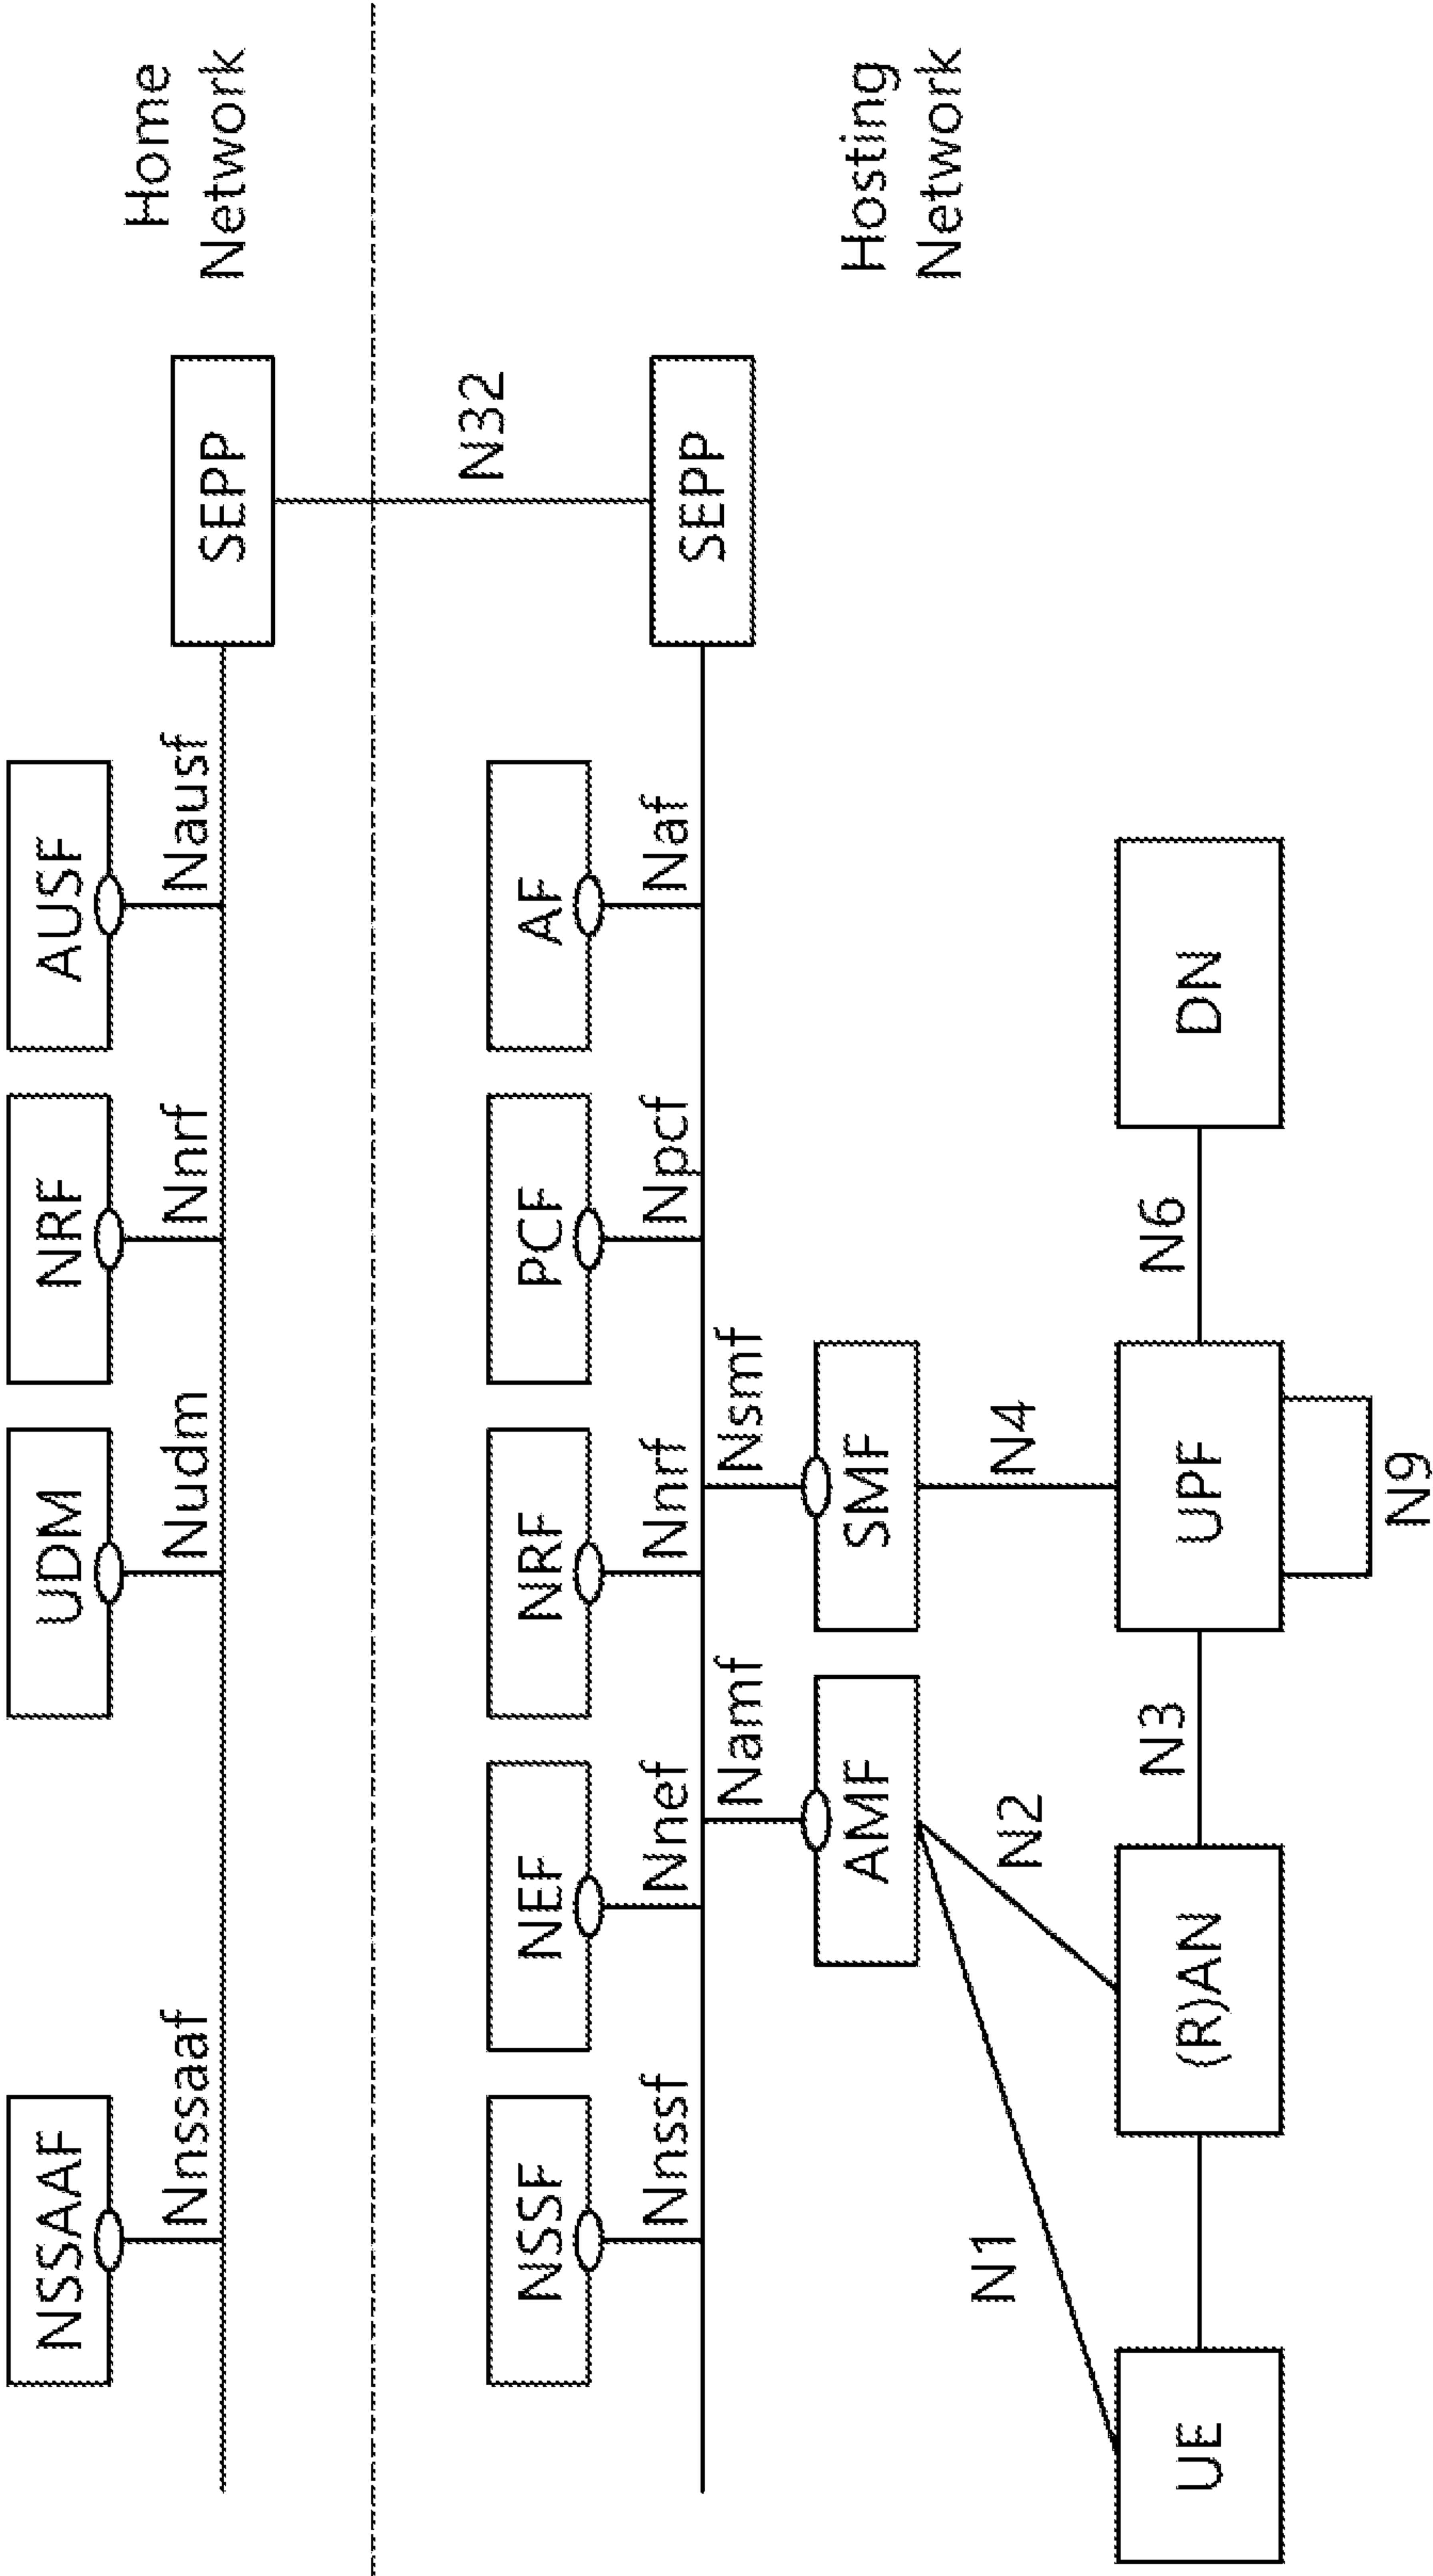 NSSAAF
UDM
NRF
AUSF
Nnssaaf
Nudm
Nnrf
Nausf
SEPP
Home
Network
N32
NSSF
NEF
NRF
PCF
AF
Nnssf
Nnef
Nnrf
Npcf
Naf
SEPP
Namf
Nsmf
AMF
SMF
Hosting
Network
N1
N2
N4
UE
(R)AN
N3
UPF
N6
DN
N9